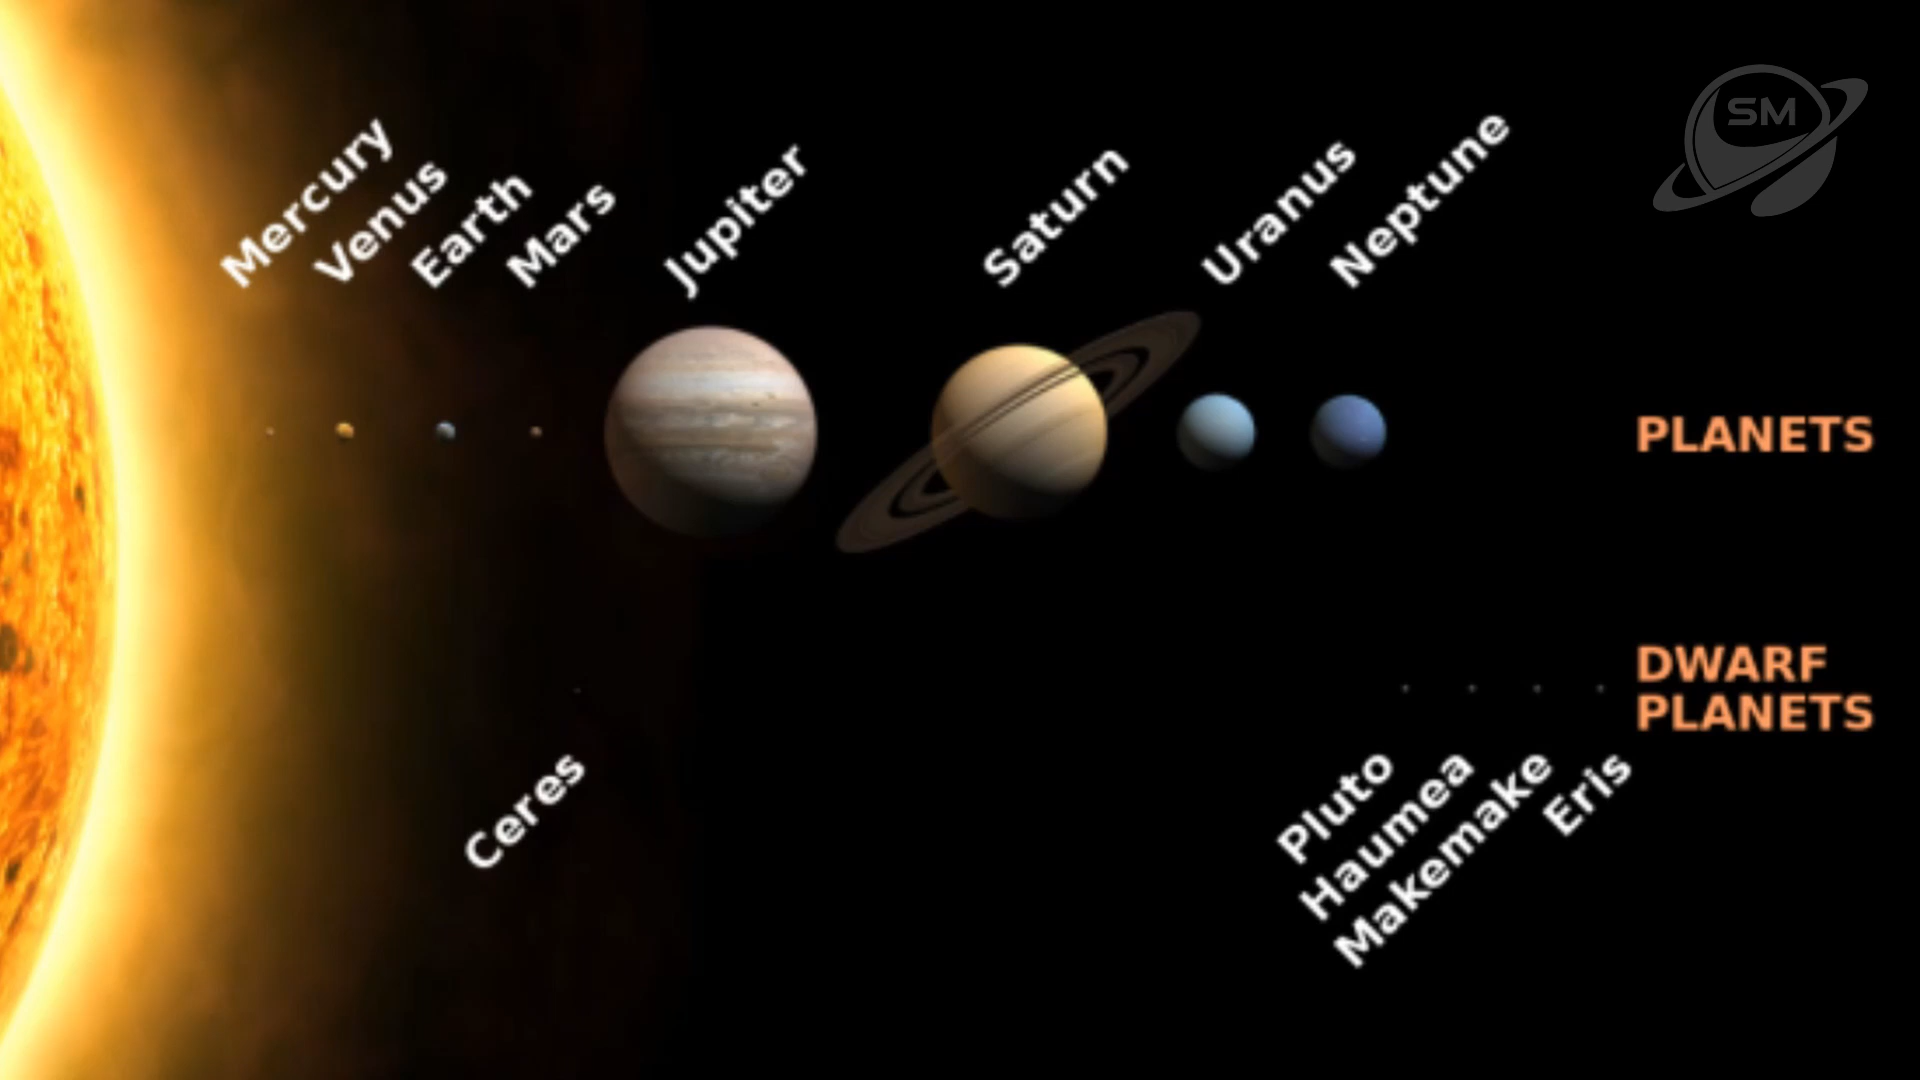 SM
Mercury
Venus
Earth
Mars
Jupiter
Saturn
Uranus
Neptune
PLANETS
DWARF
PLANETS
Ceres
Pluto
Haumea
Makemake
Eris